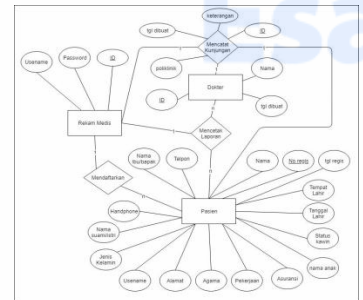 keterangan
tgl dibuat
ID
Mencatat
Kunjungan
Username
Password
ID
poliklinik
Nama
Dokter
ID
tgl dibuat
Rekam Medis
Mencatat
Laporan
Nama
ibu/bapak
Telpon
Nama
No regis
tgl regis
Mendaftarkan
Tempat
Lahir
Handphone
Pasien
Tanggal
Lahir
Nama
suami/istri
Status
kawin
Jenis
Kelamin
nama anak
Username
Alamat
Agama
Pekerjaan
Asuransi